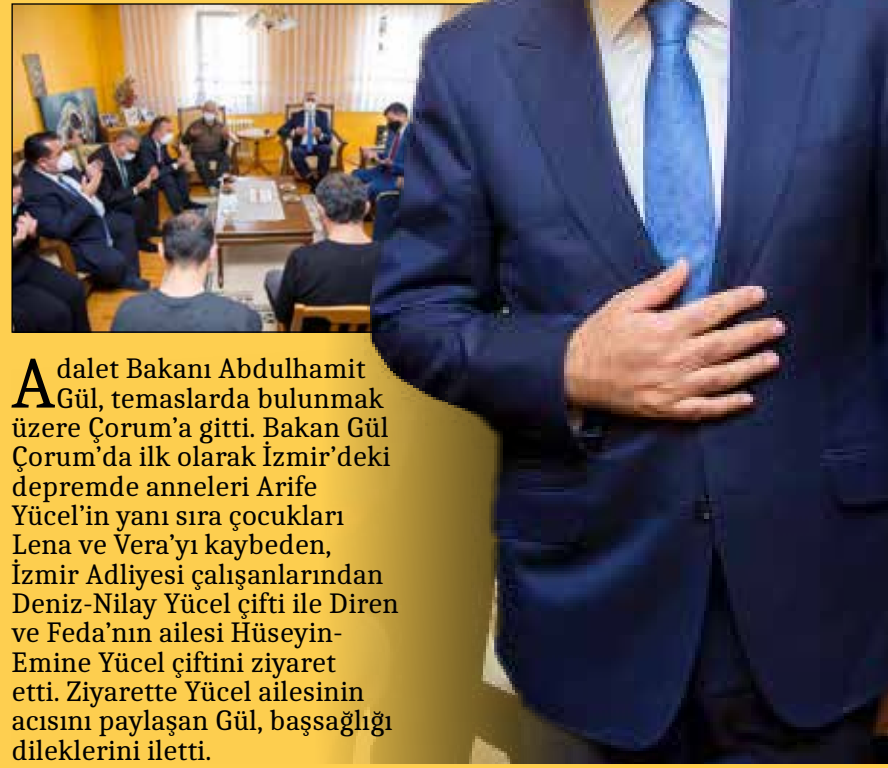 Adalet Bakanı Abdulhamit
Gül, temaslarda bulunmak
üzere Çorum’a gitti. Bakan Gül
Çorum’da ilk olarak İzmir’deki
depremde anneleri Arife
Yücel’in yanı sıra çocukları
Lena ve Vera’yı kaybeden,
İzmir Adliyesi çalışanlarından
Deniz-Nilay Yücel çifti ile Diren
ve Feda’nın ailesi Hüseyin-
Emine Yücel çiftini ziyaret
etti. Ziyarette Yücel ailesinin
acısını paylaşan Gül, başsağlığı
dileklerini iletti.